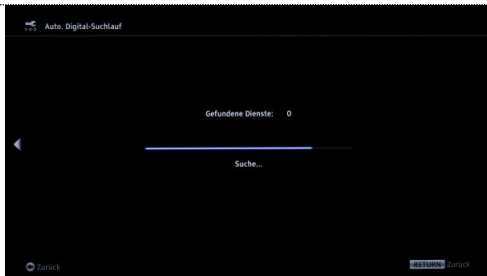 Auto. Digital-Suchlauf
Gefundene Dienste: 0
Suche...
Zurück
RETURN Zurück